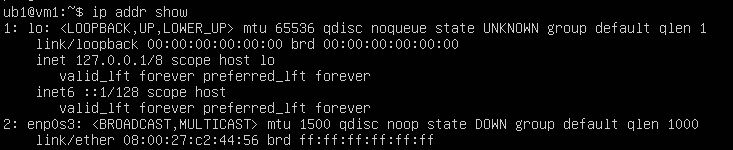 ub1@vm1:~$ ip addr show
1: lo: <LOOPBACK,UP,LOWER_UP> mtu 65536 qdisc noqueue state UNKNOWN group default qlen 1
    link/loopback 00:00:00:00:00:00 brd 00:00:00:00:00:00
    inet 127.0.0.1/8 scope host lo
       valid_lft forever preferred_lft forever
    inet6 ::1/128 scope host
       valid_lft forever preferred_lft forever
2: enp0s3: <BROADCAST,MULTICAST> mtu 1500 qdisc noop state DOWN group default qlen 1000
    link/ether 08:00:27:c2:44:56 brd ff:ff:ff:ff:ff:ff